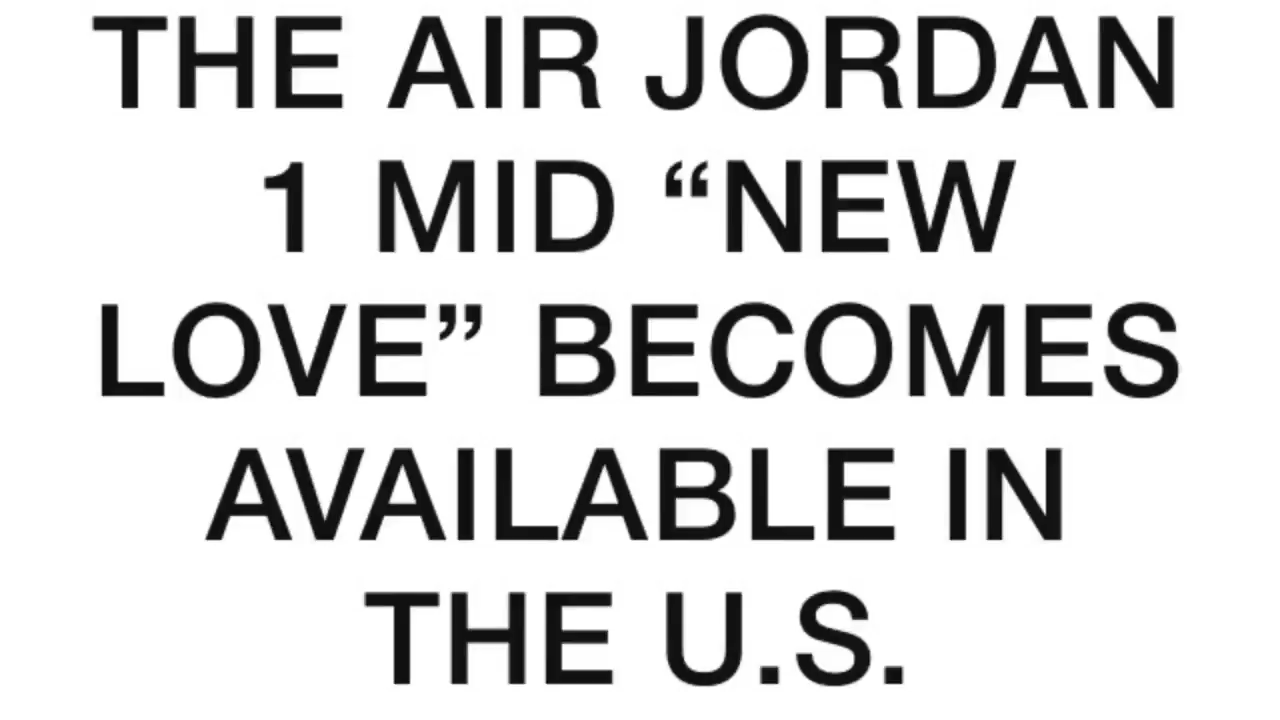 THE AIR JORDAN
1 MID “NEW
LOVE” BECOMES
AVAILABLE IN
THE U.S.